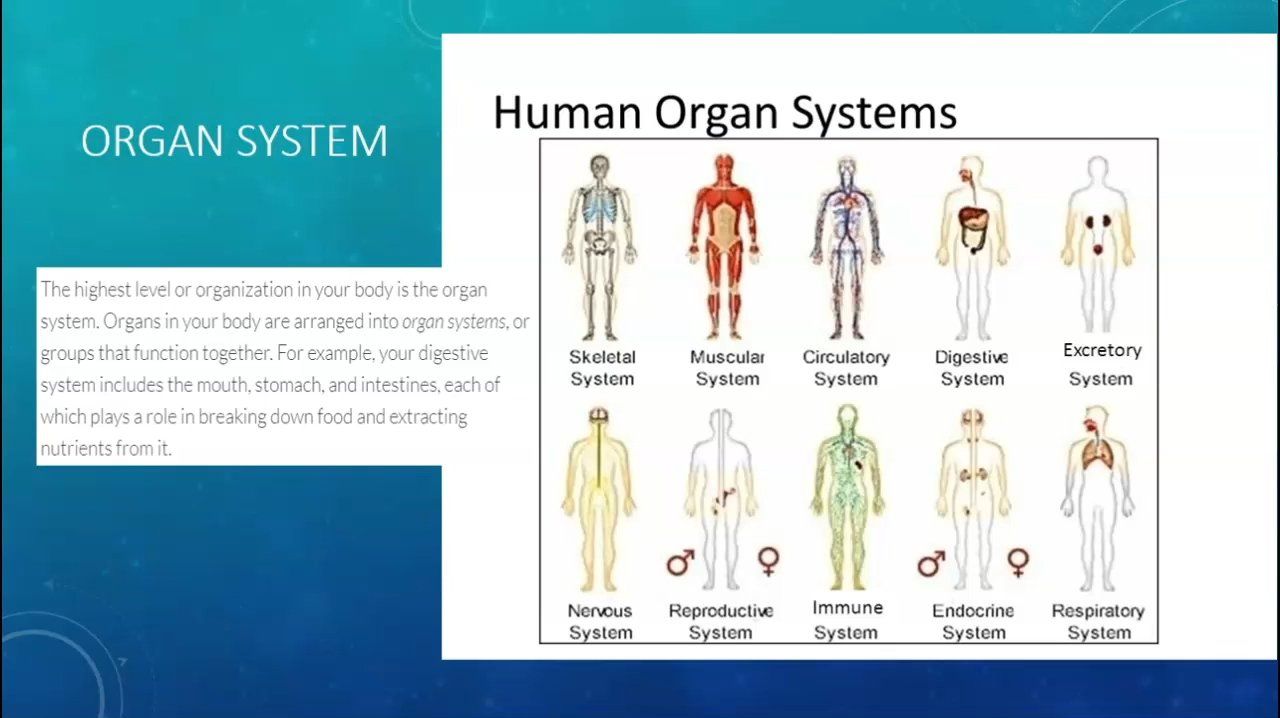 ORGAN SYSTEM
The highest level or organization in your body is the organ
system. Organs in your body are arranged into organ systems, or
groups that function together. For example, your digestive
system includes the mouth, stomach, and intestines, each of
which plays a role in breaking down food and extracting
nutrients from it.
Human Organ Systems
Skeletal System
Muscular System
Circulatory System
Digestive System
Excretory System
Nervous System
Reproductive System
Immune System
Endocrine System
Respiratory System